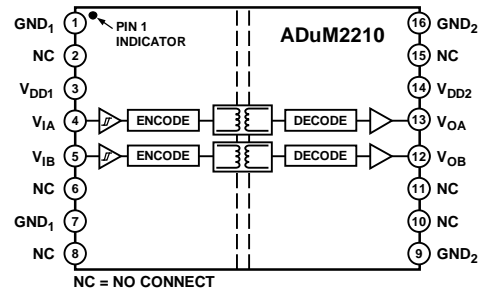 GND1 1 PIN 1 INDICATOR ADuM2210 16 GND2
NC 2 15 NC
VDD1 3 14 VDD2
VIA 4 ENCODE DECODE 13 VOA
VIB 5 ENCODE DECODE 12 VOB
NC 6 11 NC
GND1 7 10 NC
NC 8 9 GND2
NC = NO CONNECT